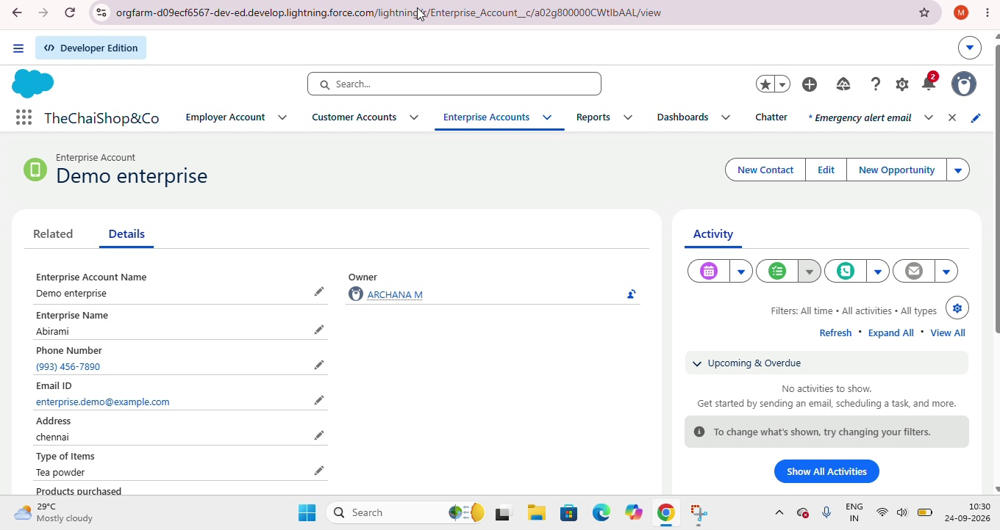 orgfarm-d09ecf6567-dev-ed.develop.lightning.force.com/lightning/r/Enterprise_Account__c/a02g800000CWtIbAAL/view
M
</> Developer Edition
Search...
2
TheChaiShop&Co
Employer Account
Customer Accounts
Enterprise Accounts
Reports
Dashboards
Chatter
* Emergency alert email
Enterprise Account
Demo enterprise
New Contact
Edit
New Opportunity
Related
Details
Enterprise Account Name
Demo enterprise
Owner
ARCHANA M
Enterprise Name
Abirami
Phone Number
(993) 456-7890
Email ID
enterprise.demo@example.com
Address
chennai
Type of Items
Tea powder
Products purchased
Activity
Filters: All time • All activities • All types
Refresh • Expand All • View All
Upcoming & Overdue
No activities to show.
Get started by sending an email, scheduling a task, and more.
To change what's shown, try changing your filters.
Show All Activities
29°C
Mostly cloudy
Search
ENG
IN
10:30
24-09-2026